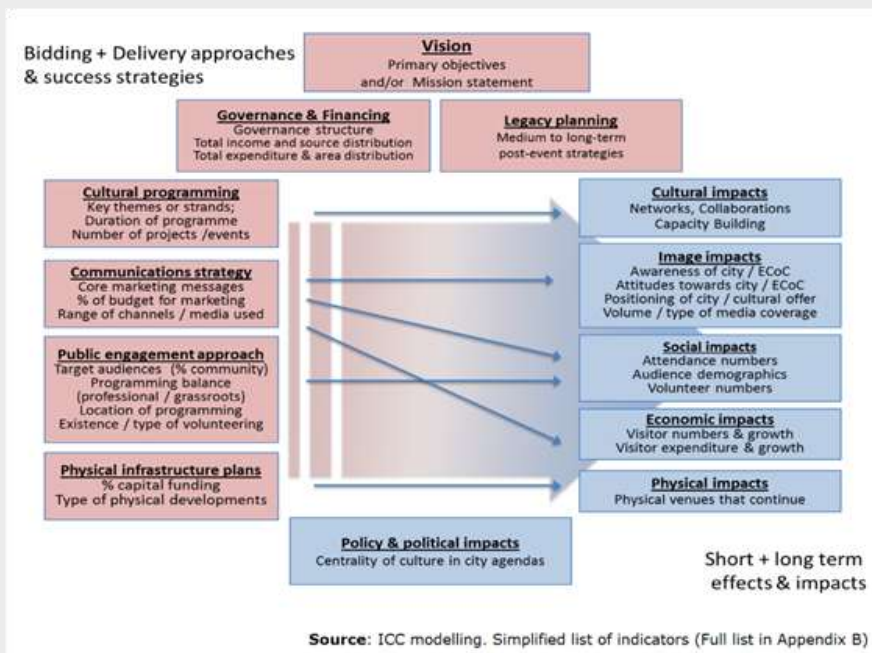 Bidding + Delivery approaches
& success strategies
Vision
Primary objectives
and/or Mission statement
Governance & Financing
Governance structure
Total income and source distribution
Total expenditure & area distribution
Legacy planning
Medium to long-term
post-event strategies
Cultural programming
Key themes or strands;
Duration of programme
Number of projects /events
Communications strategy
Core marketing messages
% of budget for marketing
Range of channels / media used
Public engagement approach
Target audiences (% community)
Programming balance
(professional / grassroots)
Location of programming
Existence / type of volunteering
Physical infrastructure plans
% capital funding
Type of physical developments
Cultural impacts
Networks, Collaborations
Capacity Building
Image impacts
Awareness of city / ECoC
Attitudes towards city / ECoC
Positioning of city / cultural offer
Volume / type of media coverage
Social impacts
Attendance numbers
Audience demographics
Volunteer numbers
Economic impacts
Visitor numbers & growth
Visitor expenditure & growth
Physical impacts
Physical venues that continue
Policy & political impacts
Centrality of culture in city agendas
Short + long term
effects & impacts
Source: ICC modelling. Simplified list of indicators (Full list in Appendix B)